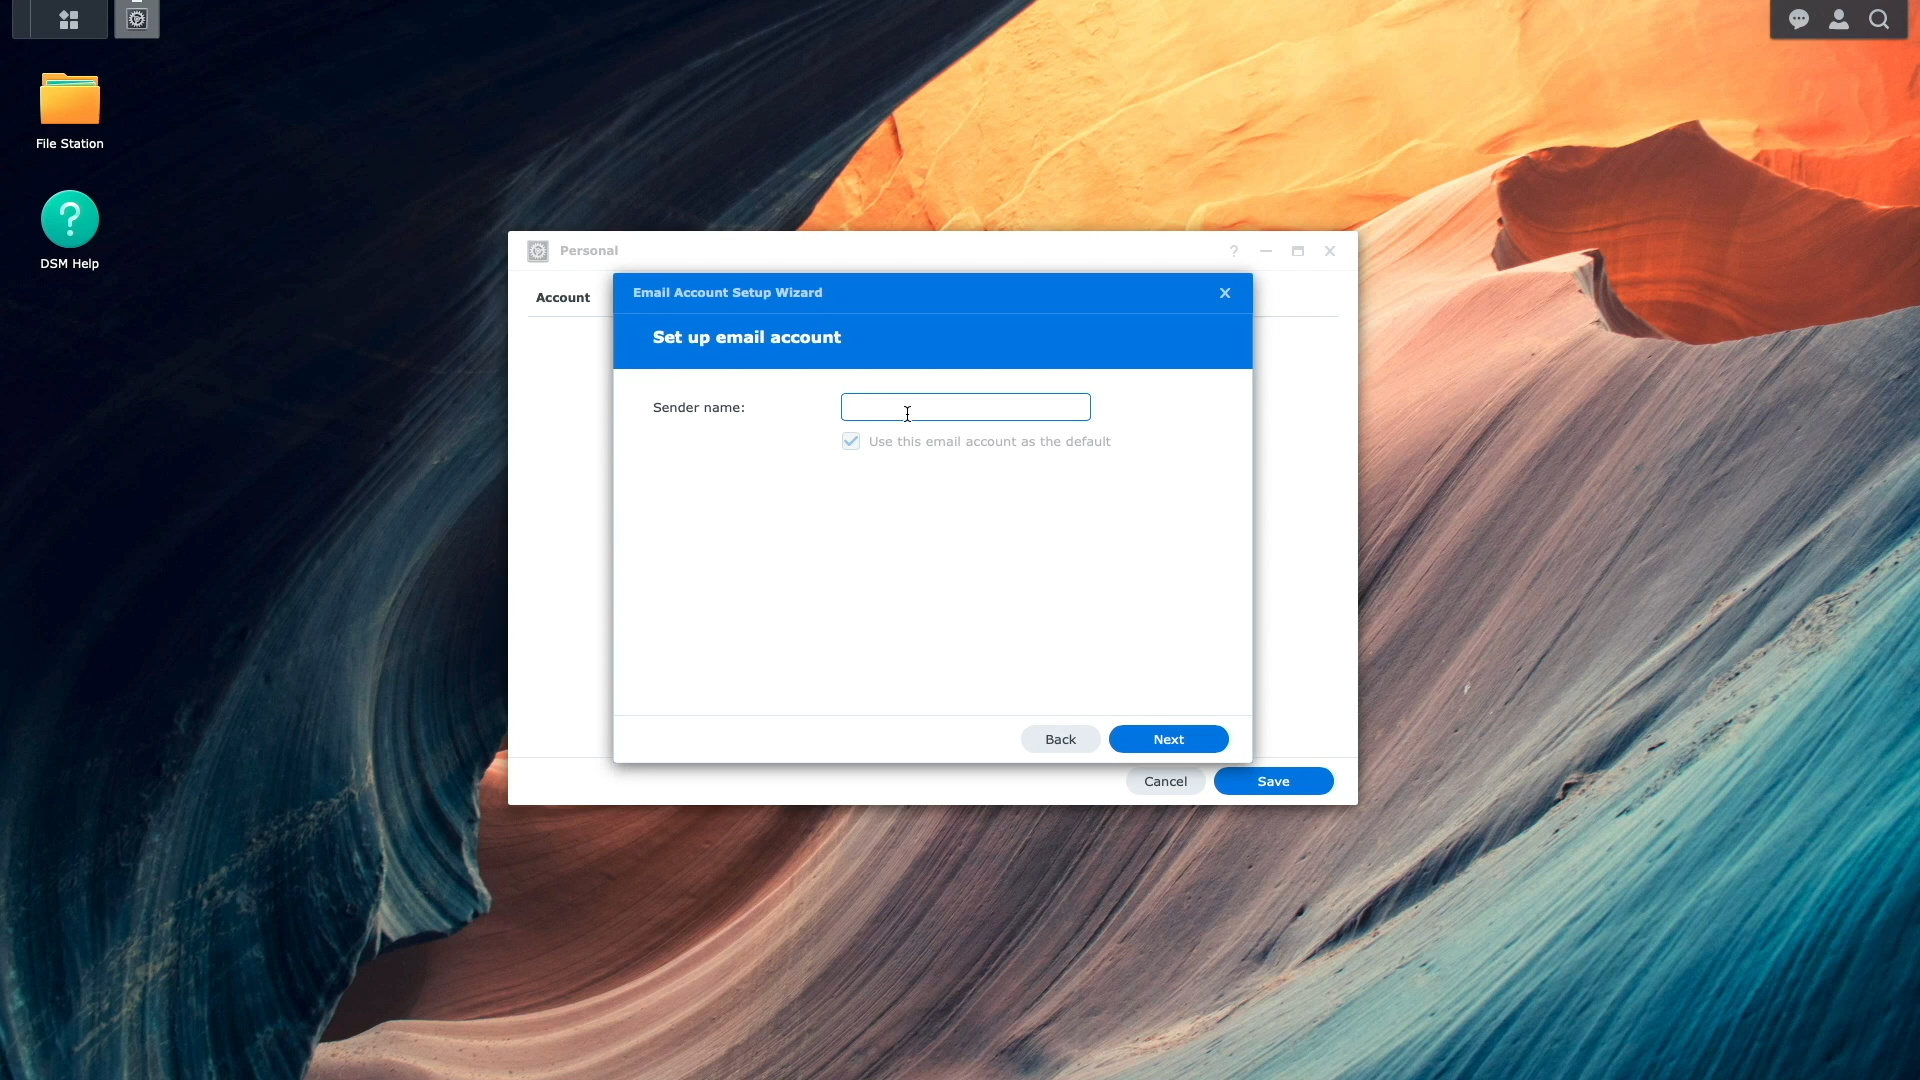 File Station
DSM Help
Personal
Account
Email Account Setup Wizard
Set up email account
Sender name:
Use this email account as the default
Back
Next
Cancel
Save